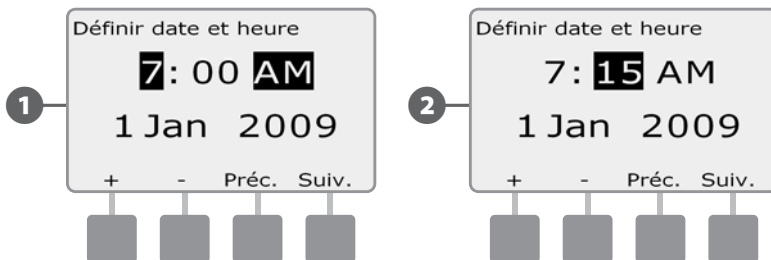 1
Définir date et heure
7: 00 AM
1 Jan 2009
+ - Préc. Suiv.
2
Définir date et heure
7: 15 AM
1 Jan 2009
+ - Préc. Suiv.